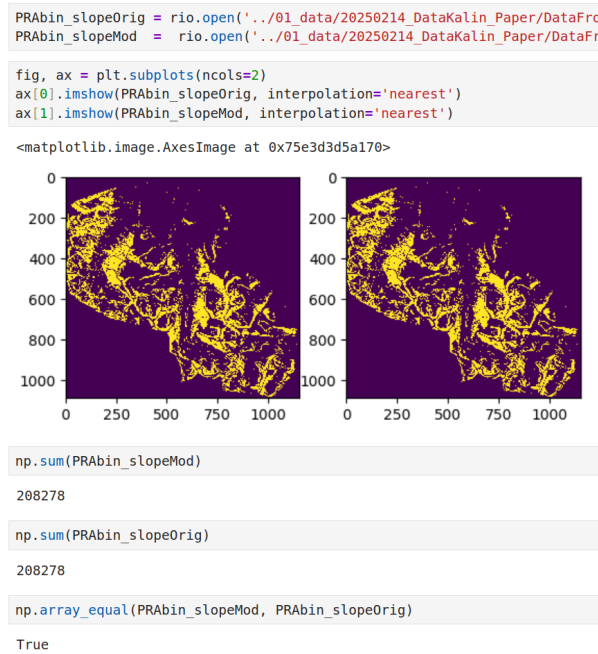 PRAbin_slopeOrig = rio.open('../01_data/20250214_DataKalin_Paper/DataFro
PRAbin_slopeMod  =  rio.open('../01_data/20250214_DataKalin_Paper/DataFr
fig, ax = plt.subplots(ncols=2)
ax[0].imshow(PRAbin_slopeOrig, interpolation='nearest')
ax[1].imshow(PRAbin_slopeMod, interpolation='nearest')
<matplotlib.image.AxesImage at 0x75e3d3d5a170>
0
200
400
600
800
1000
0 250 500 750 1000
0
200
400
600
800
1000
0 250 500 750 1000
np.sum(PRAbin_slopeMod)
208278
np.sum(PRAbin_slopeOrig)
208278
np.array_equal(PRAbin_slopeMod, PRAbin_slopeOrig)
True